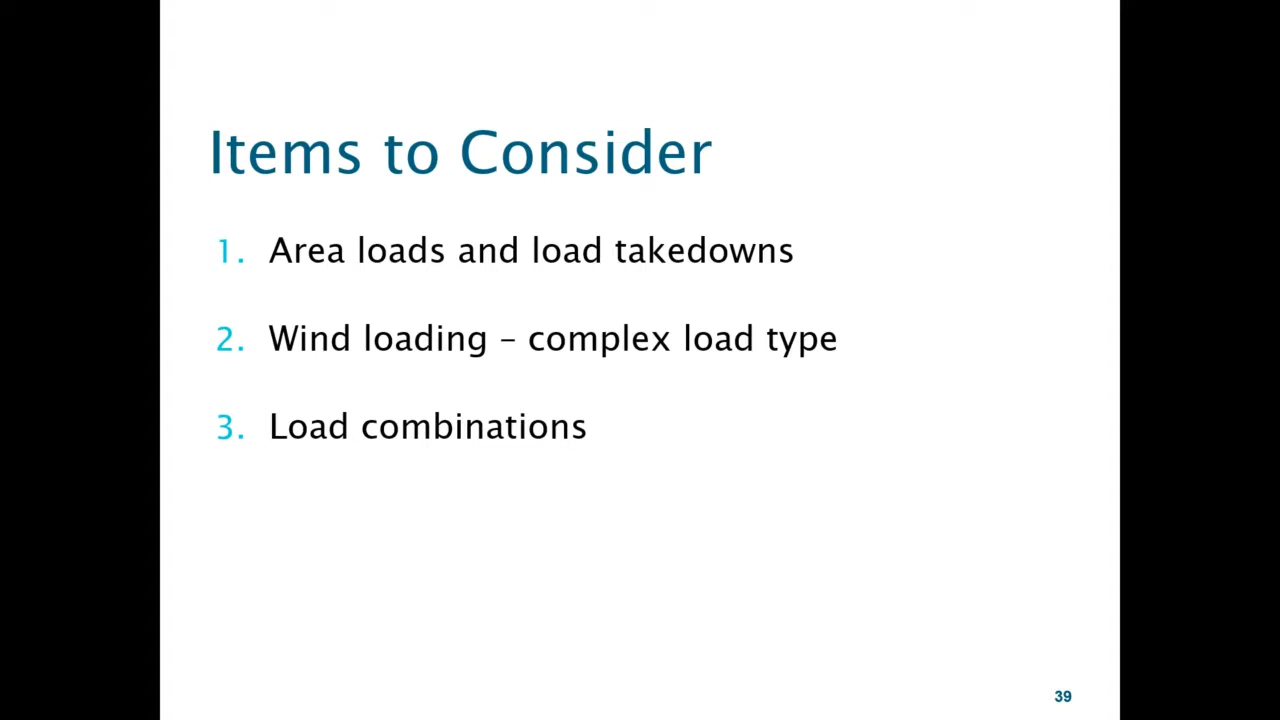 Items to Consider
1. Area loads and load takedowns
2. Wind loading – complex load type
3. Load combinations
39